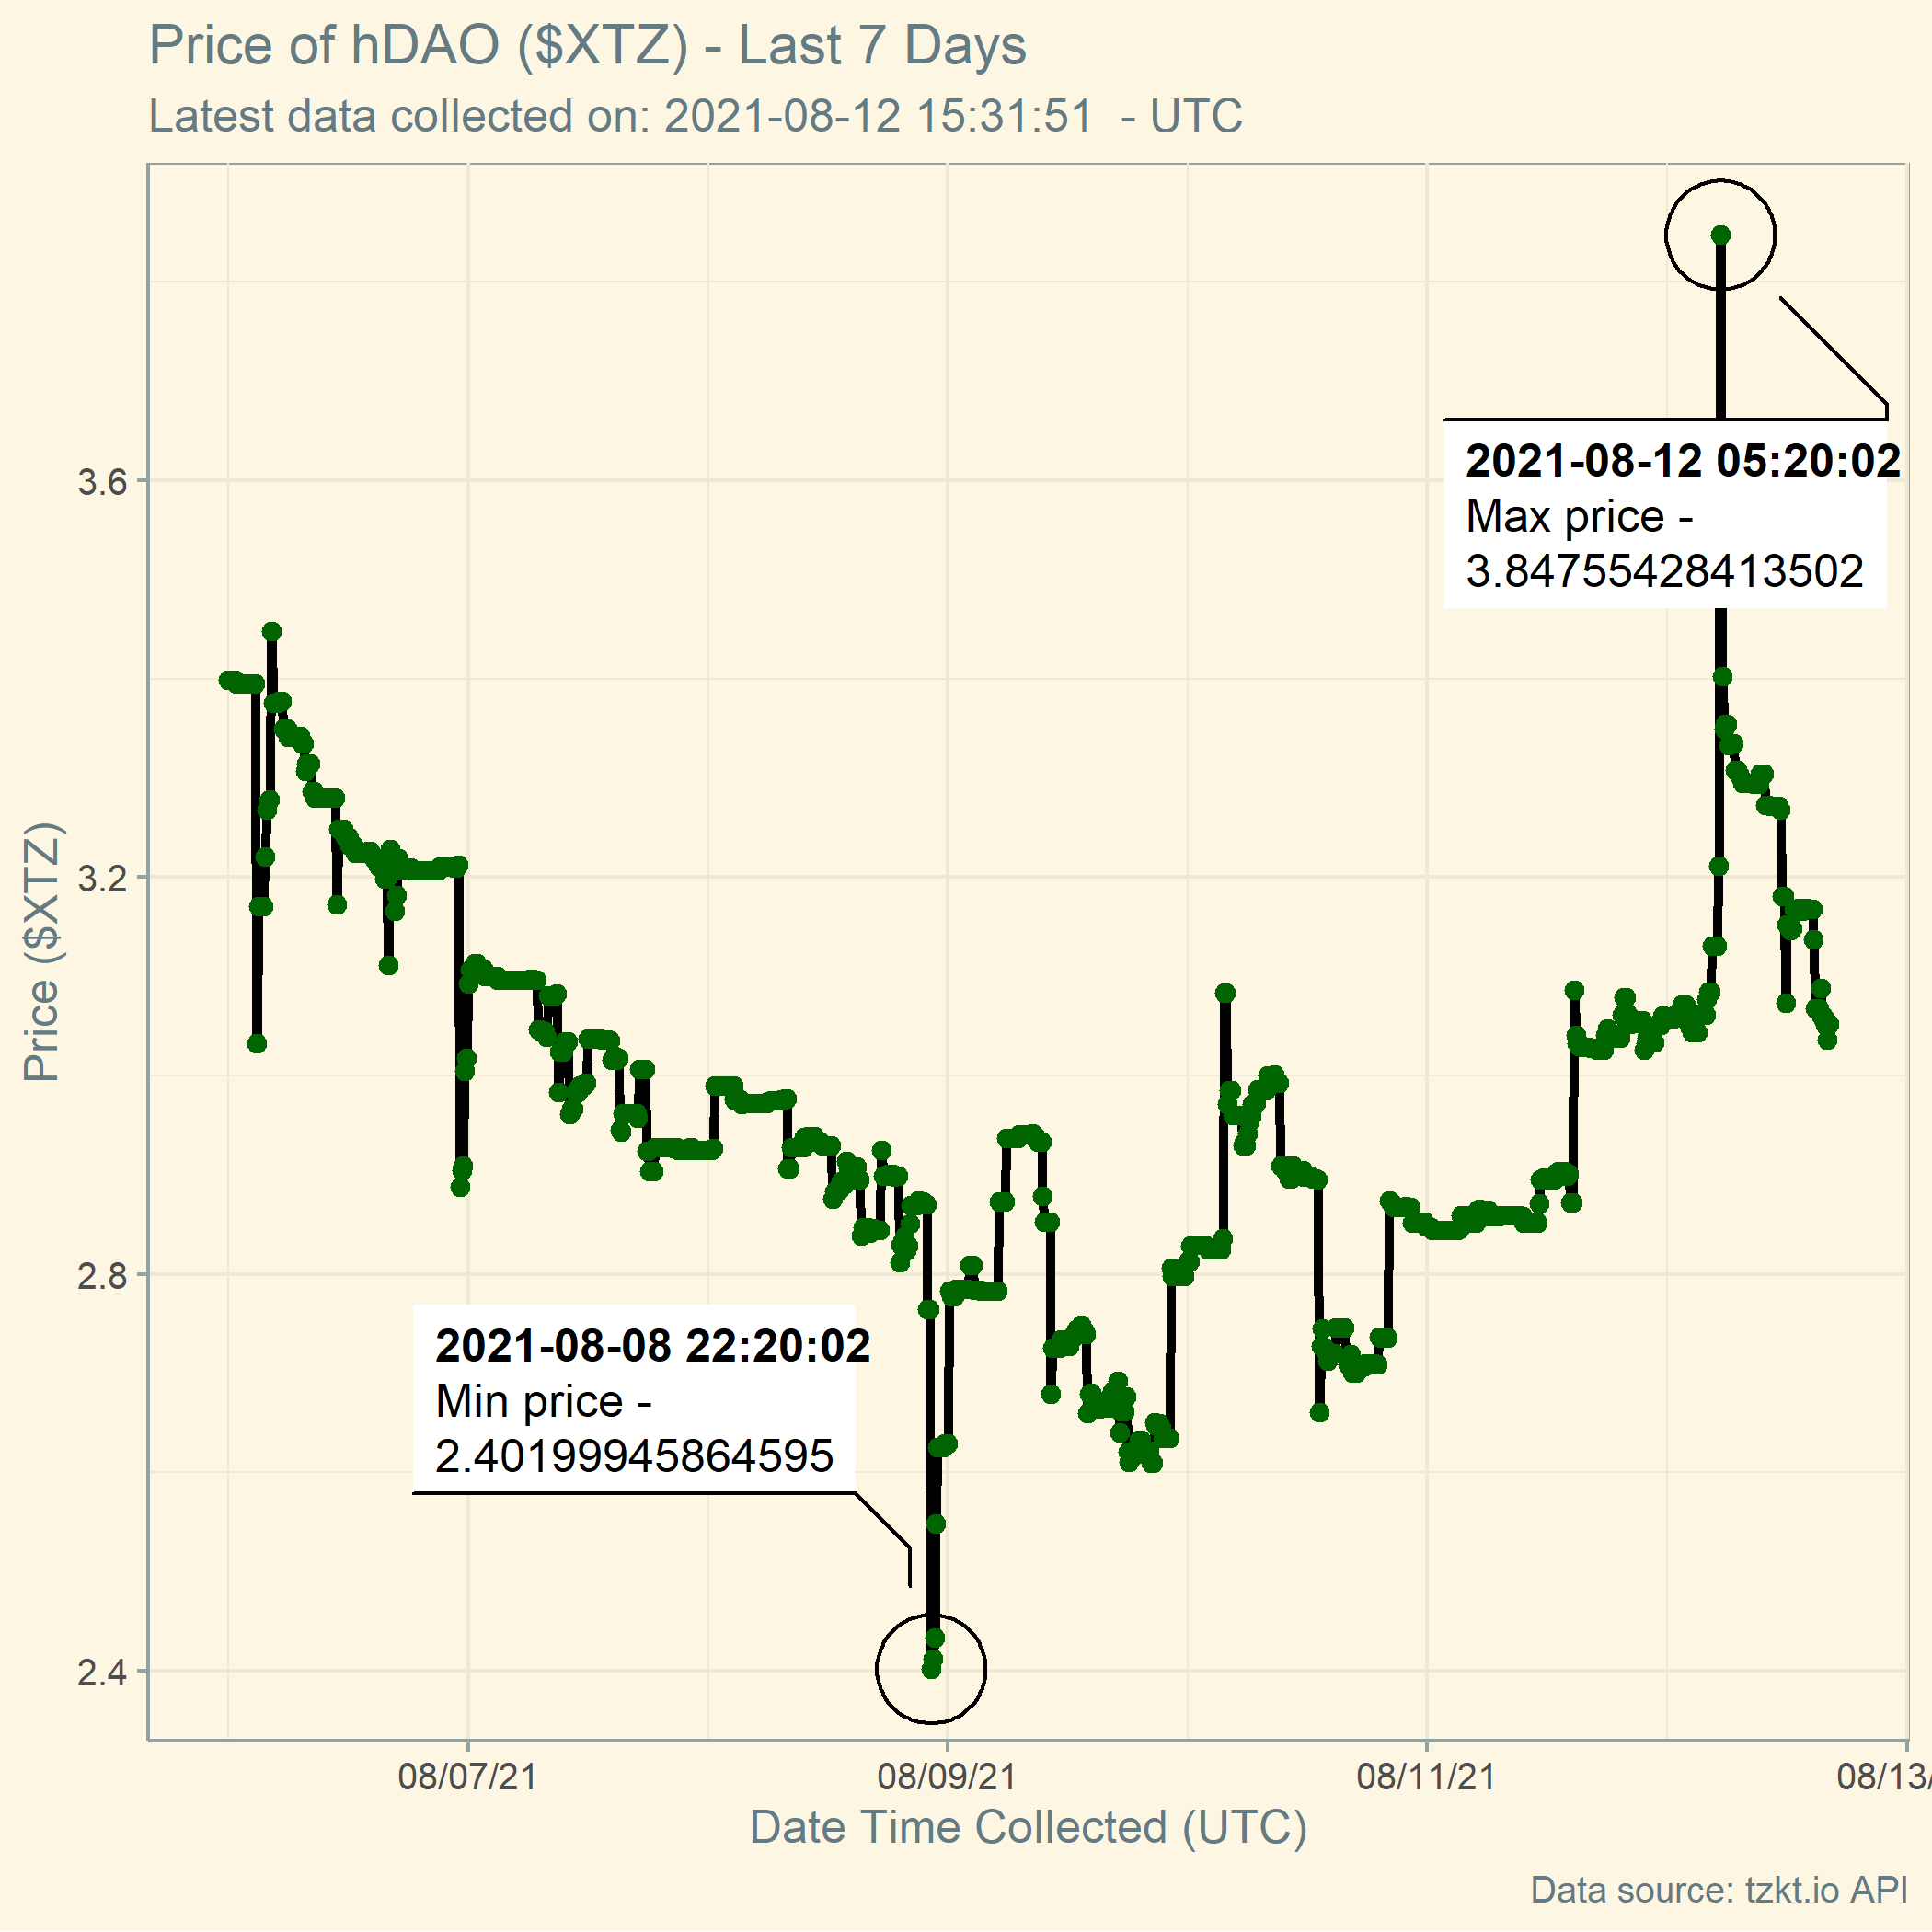 Price of hDAO ($XTZ) - Last 7 Days
Latest data collected on: 2021-08-12 15:31:51  - UTC
2021-08-12 05:20:02
Max price -
3.84755428413502
3.6
3.2
2.8
2.4
Price ($XTZ)
2021-08-08 22:20:02
Min price -
2.40199945864595
08/07/21
08/09/21
08/11/21
08/13/
Date Time Collected (UTC)
Data source: tzkt.io API